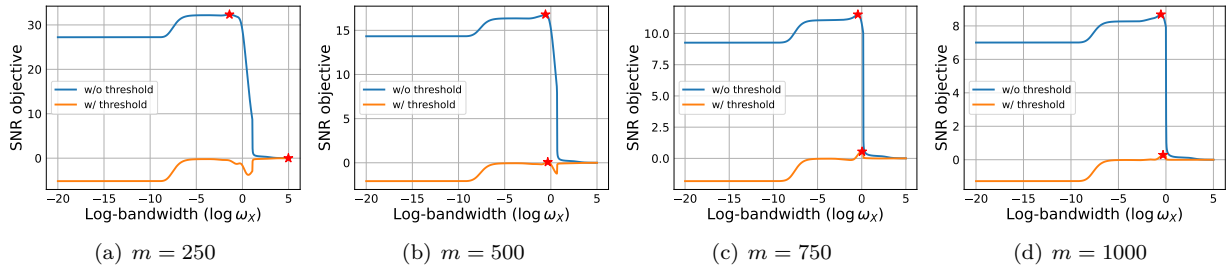 SNR objective
30
20
10
0
w/o threshold
w/ threshold
−20 −15 −10 −5 0 5
Log-bandwidth (log ω_X)
(a) m = 250
SNR objective
15
10
5
0
w/o threshold
w/ threshold
−20 −15 −10 −5 0 5
Log-bandwidth (log ω_X)
(b) m = 500
SNR objective
10.0
7.5
5.0
2.5
0.0
w/o threshold
w/ threshold
−20 −15 −10 −5 0 5
Log-bandwidth (log ω_X)
(c) m = 750
SNR objective
8
6
4
2
0
w/o threshold
w/ threshold
−20 −15 −10 −5 0 5
Log-bandwidth (log ω_X)
(d) m = 1000